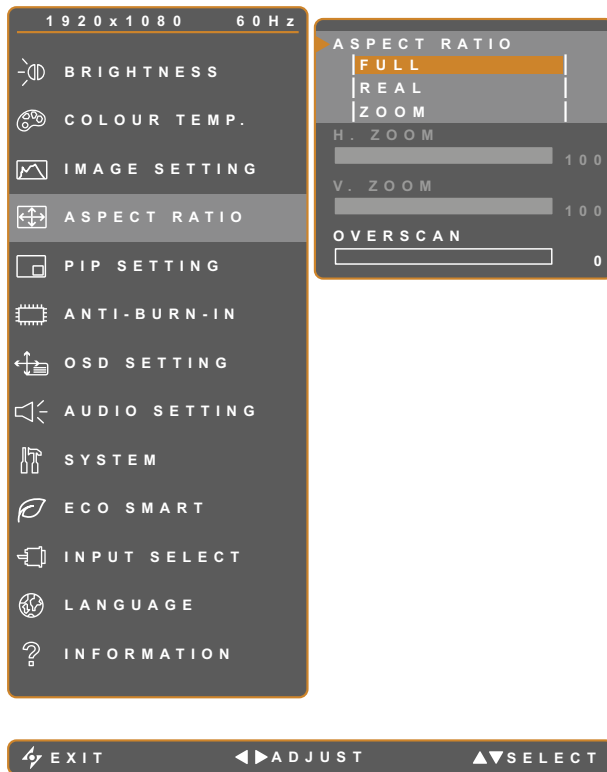 1920x1080 60Hz
BRIGHTNESS
COLOUR TEMP.
IMAGE SETTING
ASPECT RATIO
PIP SETTING
ANTI-BURN-IN
OSD SETTING
AUDIO SETTING
SYSTEM
ECO SMART
INPUT SELECT
LANGUAGE
INFORMATION
ASPECT RATIO
FULL
REAL
ZOOM
H. ZOOM
100
V. ZOOM
100
OVERSCAN
0
EXIT ADJUST SELECT